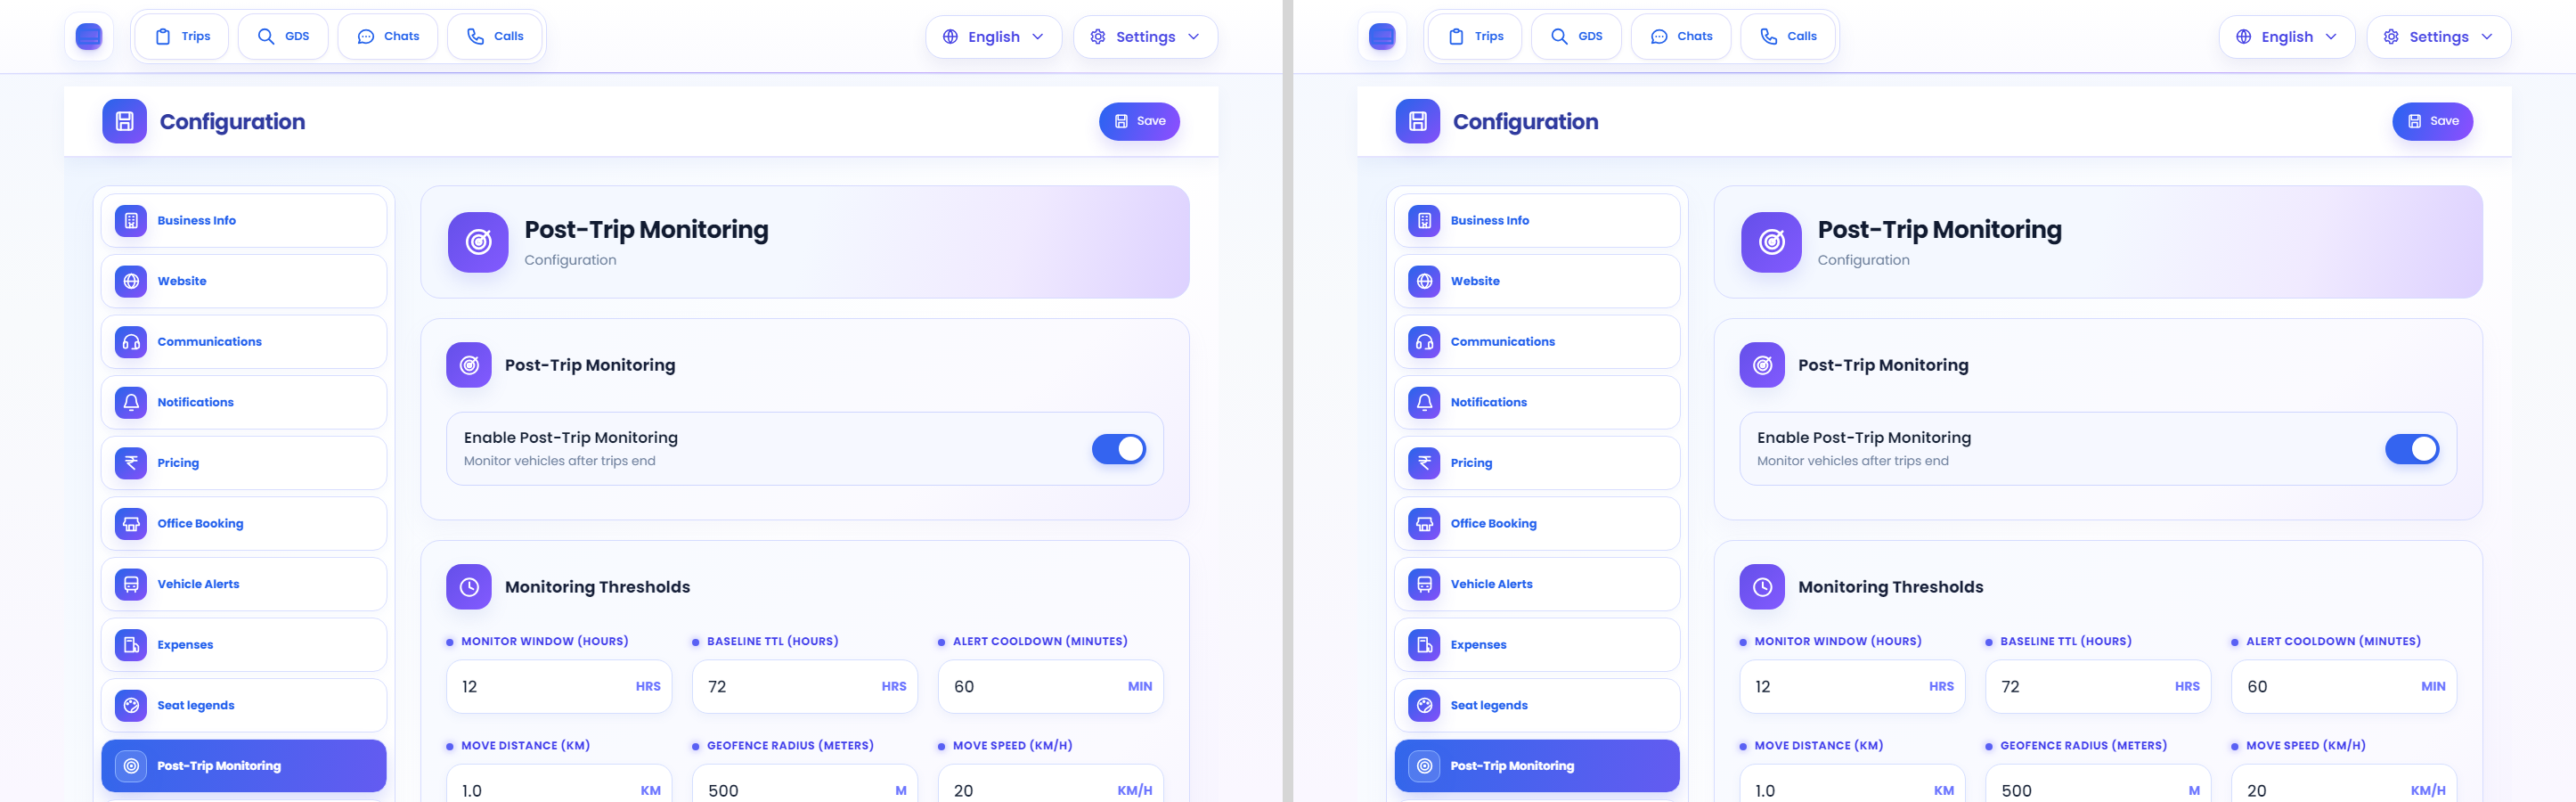 Trips GDS Chats Calls English Settings
Configuration Save
Business Info
Website
Communications
Notifications
Pricing
Office Booking
Vehicle Alerts
Expenses
Seat legends
Post-Trip Monitoring
Post-Trip Monitoring
Configuration
Post-Trip Monitoring
Enable Post-Trip Monitoring
Monitor vehicles after trips end
Monitoring Thresholds
MONITOR WINDOW (HOURS) BASELINE TTL (HOURS) ALERT COOLDOWN (MINUTES)
12 HRS 72 HRS 60 MIN
MOVE DISTANCE (KM) GEOFENCE RADIUS (METERS) MOVE SPEED (KM/H)
1.0 KM 500 M 20 KM/H
Trips GDS Chats Calls English Settings
Configuration Save
Business Info
Website
Communications
Notifications
Pricing
Office Booking
Vehicle Alerts
Expenses
Seat legends
Post-Trip Monitoring
Post-Trip Monitoring
Configuration
Post-Trip Monitoring
Enable Post-Trip Monitoring
Monitor vehicles after trips end
Monitoring Thresholds
MONITOR WINDOW (HOURS) BASELINE TTL (HOURS) ALERT COOLDOWN (MINUTES)
12 HRS 72 HRS 60 MIN
MOVE DISTANCE (KM) GEOFENCE RADIUS (METERS) MOVE SPEED (KM/H)
1.0 KM 500 M 20 KM/H